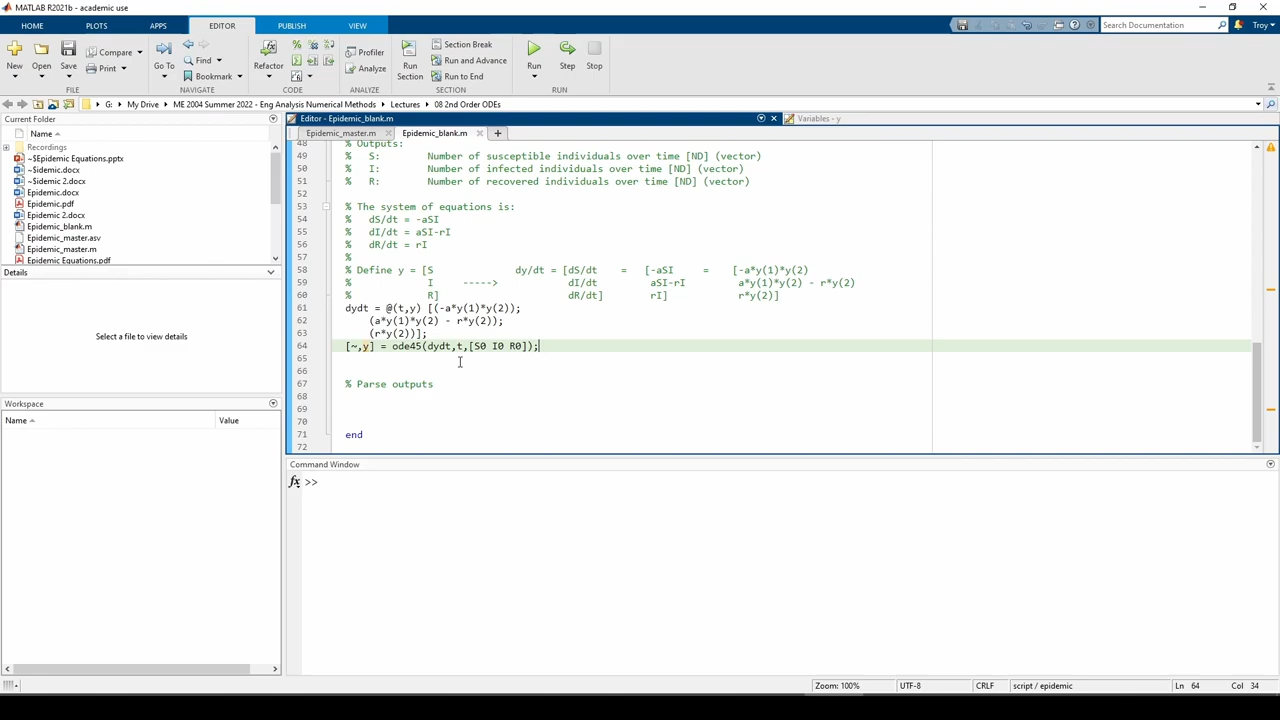 MATLAB R2021b - academic use
HOME PLOTS APPS EDITOR PUBLISH VIEW Search Documentation Troy
New Open Save Compare Print Go To Find Bookmark Refactor Profiler Analyze Run Section Section Break Run and Advance Run to End Run Step Stop
FILE NAVIGATE CODE ANALYZE SECTION RUN
G: My Drive ME 2004 Summer 2022 - Eng Analysis Numerical Methods Lectures 08 2nd Order ODEs
Current Folder
Name
Recordings
~$Epidemic Equations.pptx
~$idemic.docx
~$idemic 2.docx
Epidemic.docx
Epidemic.pdf
Epidemic 2.docx
Epidemic_blank.m
Epidemic_master.asv
Epidemic_master.m
Epidemic Equations.pdf
Details
Select a file to view details
Workspace
Name Value
Editor - Epidemic_blank.m Variables - y
Epidemic_master.m Epidemic_blank.m
48 % Outputs:
49 % S: Number of susceptible individuals over time [ND] (vector)
50 % I: Number of infected individuals over time [ND] (vector)
51 % R: Number of recovered individuals over time [ND] (vector)
52
53 % The system of equations is:
54 % dS/dt = -aSI
55 % dI/dt = aSI-rI
56 % dR/dt = rI
57 %
58 % Define y = [S dy/dt = [dS/dt = [-aSI = [-a*y(1)*y(2)
59 % I -----> dI/dt aSI-rI a*y(1)*y(2) - r*y(2)
60 % R] dR/dt] rI] r*y(2)]
61 dydt = @(t,y) [(-a*y(1)*y(2));
62 (a*y(1)*y(2) - r*y(2));
63 (r*y(2))];
64 [~,y] = ode45(dydt,t,[S0 I0 R0]);
65
66
67 % Parse outputs
68
69
70
71 end
72
Command Window
fx >>
Zoom: 100% UTF-8 CRLF script / epidemic Ln 64 Col 34